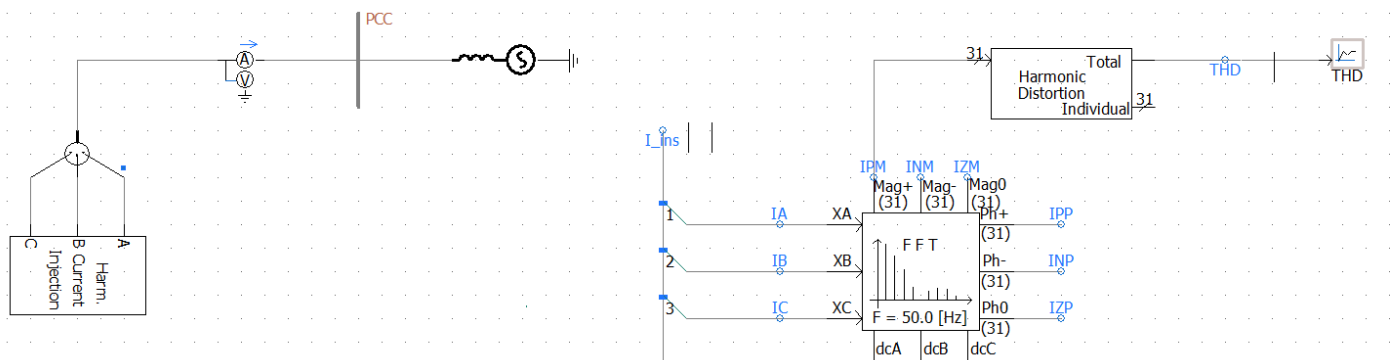 PCC
A
V
S
C
B
A
Harm.
Current
Injection
31
Total
Harmonic
Distortion
Individual
31
THD
THD
I_ins
IPM
INM
IZM
Mag+
(31)
Mag-
(31)
Mag0
(31)
1
IA
XA
2
IB
XB
3
IC
XC
F F T
F = 50.0 [Hz]
Ph+
(31)
IPP
Ph-
(31)
INP
Ph0
(31)
IZP
dcA
dcB
dcC